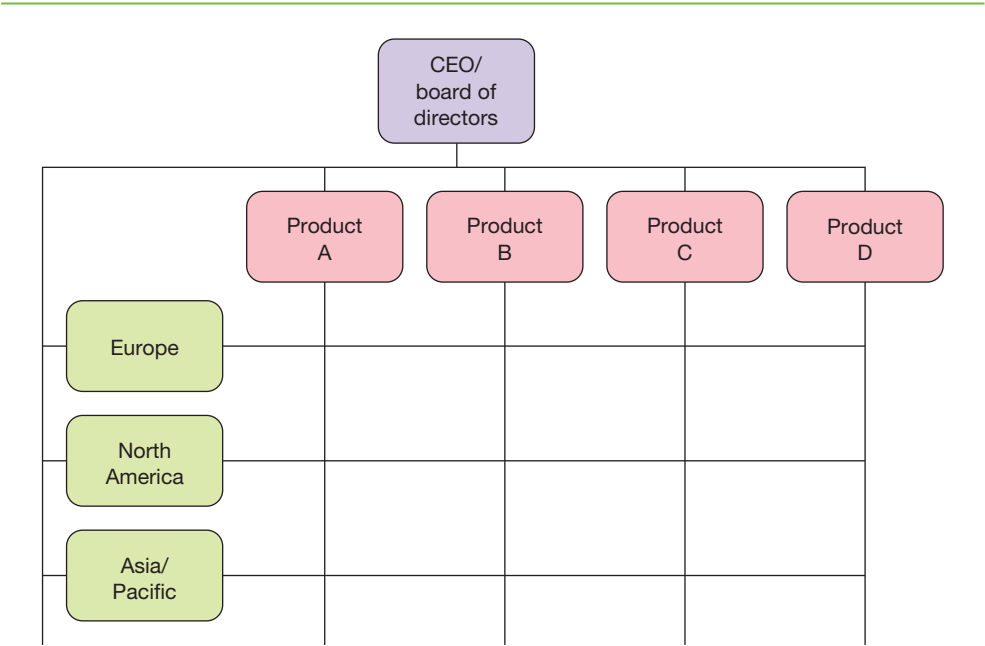 CEO/
board of
directors
Product
A
Product
B
Product
C
Product
D
Europe
North
America
Asia/
Pacific